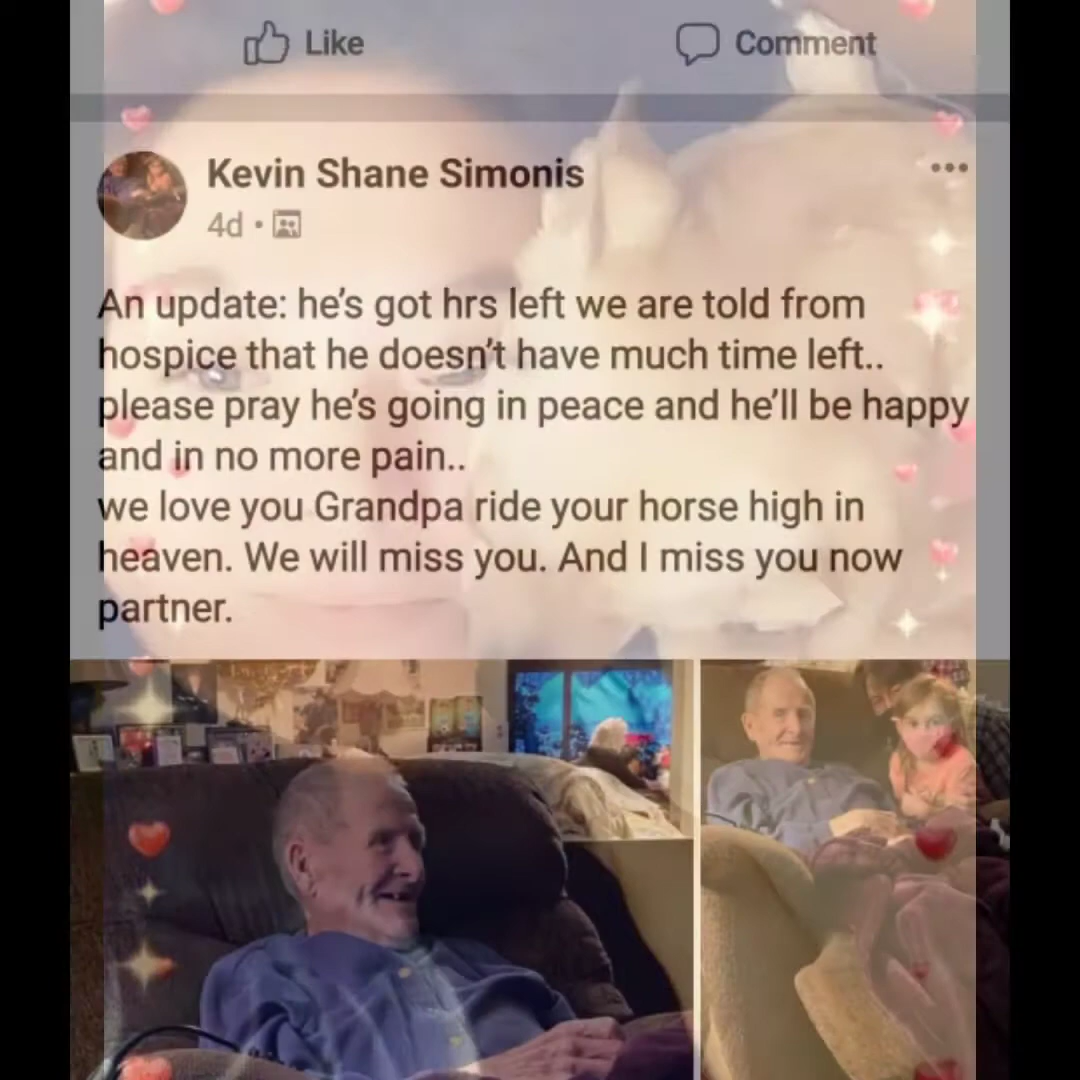 Like
Comment
Kevin Shane Simonis
4d •
An update: he's got hrs left we are told from
hospice that he doesn't have much time left..
please pray he's going in peace and he'll be happy
and in no more pain..
we love you Grandpa ride your horse high in
heaven. We will miss you. And I miss you now
partner.